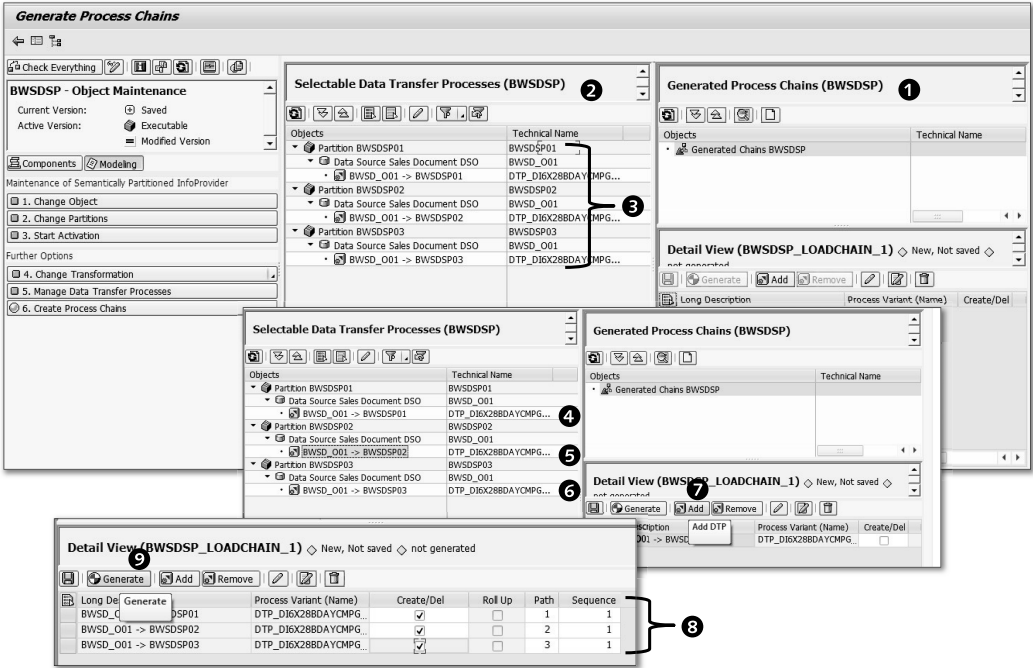 Generate Process Chains
Check Everything
BWSDSP - Object Maintenance
Current Version: Saved
Active Version: Executable
Modified Version
Components Modeling
Maintenance of Semantically Partitioned InfoProvider
1. Change Object
2. Change Partitions
3. Start Activation
Further Options
4. Change Transformation
5. Manage Data Transfer Processes
6. Create Process Chains
Selectable Data Transfer Processes (BWSDSP) 2
Objects Technical Name
Partition BWSDSP01 BWSDSP01
Data Source Sales Document DSO BWSD_O01
BWSD_O01 -> BWSDSP01 DTP_DI6X28BDAYCMPG...
Partition BWSDSP02 BWSDSP02
Data Source Sales Document DSO BWSD_O01
BWSD_O01 -> BWSDSP02 DTP_DI6X28BDAYCMPG...
Partition BWSDSP03 BWSDSP03
Data Source Sales Document DSO BWSD_O01
BWSD_O01 -> BWSDSP03 DTP_DI6X28BDAYCMPG...
3
Generated Process Chains (BWSDSP) 1
Objects Technical Name
Generated Chains BWSDSP
Detail View (BWSDSP_LOADCHAIN_1) New, Not saved
not generated
Generate Add Remove
Long Description Process Variant (Name) Create/Del
Selectable Data Transfer Processes (BWSDSP)
Objects Technical Name
Partition BWSDSP01 BWSDSP01
Data Source Sales Document DSO BWSD_O01
BWSD_O01 -> BWSDSP01 DTP_DI6X28BDAYCMPG... 4
Partition BWSDSP02 BWSDSP02
Data Source Sales Document DSO BWSD_O01
BWSD_O01 -> BWSDSP02 DTP_DI6X28BDAYCMPG... 5
Partition BWSDSP03 BWSDSP03
Data Source Sales Document DSO BWSD_O01
BWSD_O01 -> BWSDSP03 DTP_DI6X28BDAYCMPG... 6
Generated Process Chains (BWSDSP)
Objects Technical Name
Generated Chains BWSDSP
Detail View (BWSDSP_LOADCHAIN_1) New, Not saved
7
not generated
Generate Add Remove
Add DTP Process Variant (Name) Create/Del
DTP_DI6X28BDAYCMPG...
Detail View (BWSDSP_LOADCHAIN_1) New, Not saved not generated
9
Generate Add Remove
Long Generate Process Variant (Name) Create/Del Roll Up Path Sequence
DSP01 DTP_DI6X28BDAYCMPG... 1 1
BWSD_O01 -> BWSDSP02 DTP_DI6X28BDAYCMPG... 2 1
BWSD_O01 -> BWSDSP03 DTP_DI6X28BDAYCMPG... 3 1
8